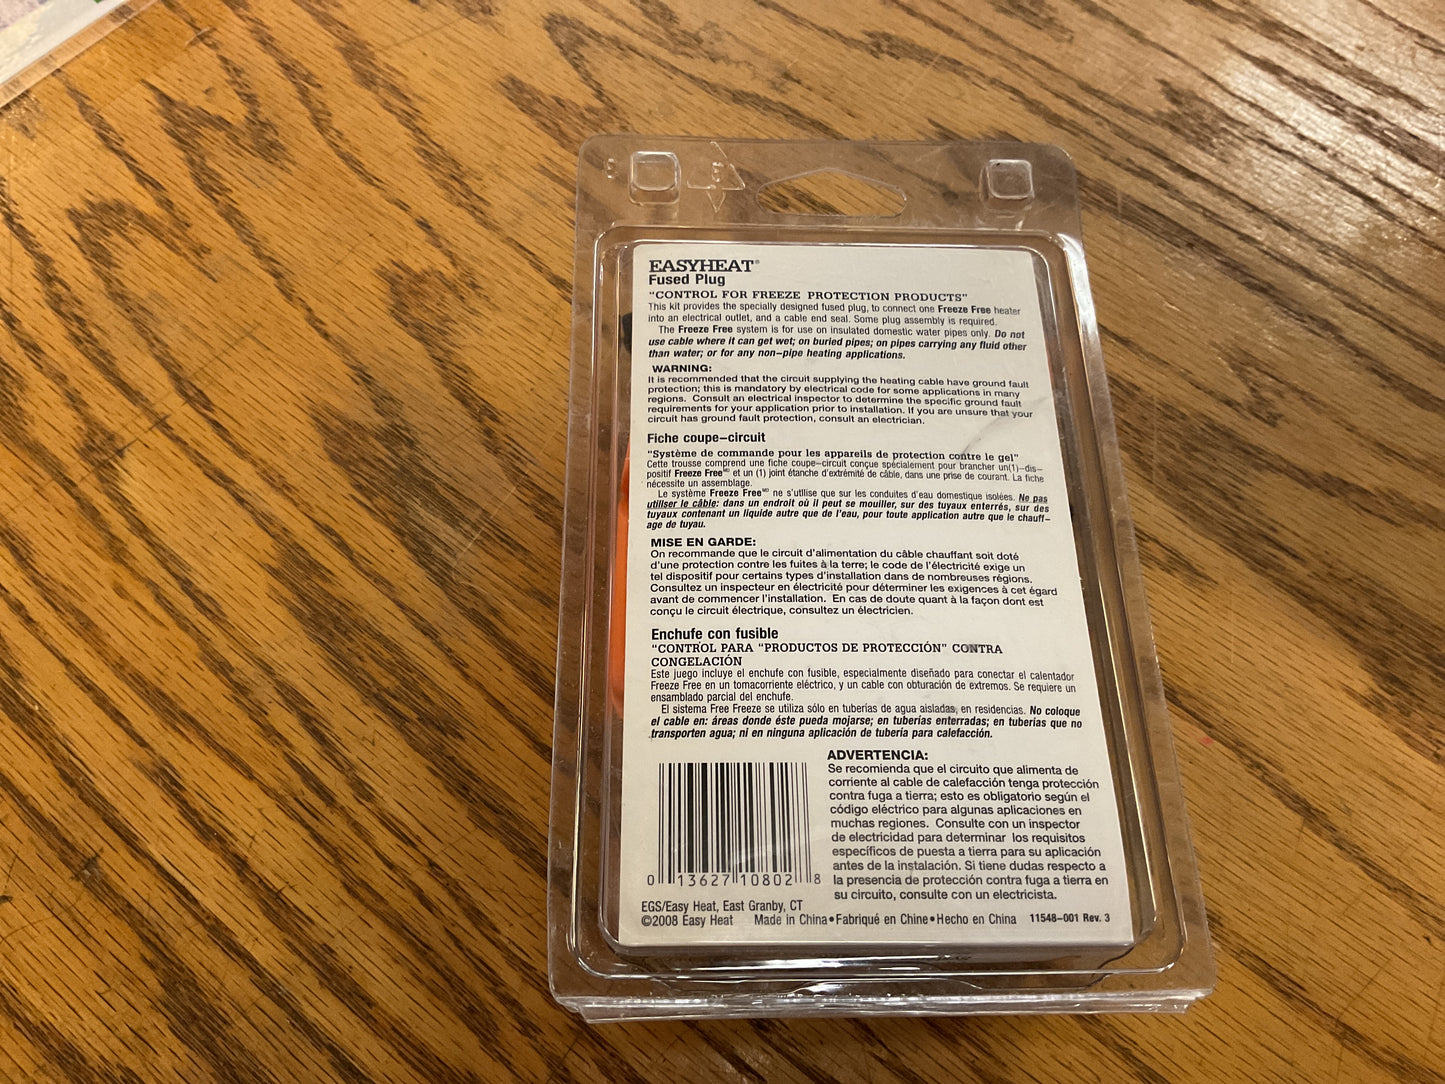 EASYHEAT®
Fused Plug
"CONTROL FOR FREEZE PROTECTION PRODUCTS"
This kit provides the specially designed fused plug, to connect one Freeze Free heater
into an electrical outlet, and a cable end seal. Some plug assembly is required.
The Freeze Free system is for use on insulated domestic water pipes only. Do not
use cable where it can get wet; on buried pipes; on pipes carrying any fluid other
than water; or for any non-pipe heating applications.
WARNING:
It is recommended that the circuit supplying the heating cable have ground fault
protection; this is mandatory by electrical code for some applications in many
regions. Consult an electrical inspector to determine the specific ground fault
requirements for your application prior to installation. If you are unsure that your
circuit has ground fault protection, consult an electrician.
Fiche coupe-circuit
"Système de commande pour les appareils de protection contre le gel"
Cette trousse comprend une fiche coupe-circuit conçue spécialement pour brancher un(1)-dis-
positif Freeze Free MD et un (1) joint étanche d'extrémité de câble, dans une prise de courant. La fiche
nécessite un assemblage.
Le système Freeze Free MD ne s'utilise que sur les conduites d'eau domestique isolées. Ne pas
utiliser le câble: dans un endroit où il peut se mouiller, sur des tuyaux enterrés, sur des
tuyaux contenant un liquide autre que de l'eau, pour toute application autre que le chauff-
age de tuyau.
MISE EN GARDE:
On recommande que le circuit d'alimentation du câble chauffant soit doté
d'une protection contre les fuites à la terre; le code de l'électricité exige un
tel dispositif pour certains types d'installation dans de nombreuses régions.
Consultez un inspecteur en électricité pour déterminer les exigences à cet égard
avant de commencer l'installation. En cas de doute quant à la façon dont est
conçu le circuit électrique, consultez un électricien.
Enchufe con fusible
"CONTROL PARA "PRODUCTOS DE PROTECCIÓN" CONTRA
CONGELACIÓN
Este juego incluye el enchufe con fusible, especialmente diseñado para conectar el calentador
Freeze Free en un tomacorriente eléctrico, y un cable con obturación de extremos. Se requiere un
ensamblado parcial del enchufe.
El sistema Free Freeze se utiliza sólo en tuberías de agua aisladas, en residencias. No coloque
el cable en: áreas donde éste pueda mojarse; en tuberías enterradas; en tuberías que no
transporten agua; ni en ninguna aplicación de tubería para calefacción.
ADVERTENCIA:
Se recomienda que el circuito que alimenta de
corriente al cable de calefacción tenga protección
contra fuga a tierra; esto es obligatorio según el
código eléctrico para algunas aplicaciones en
muchas regiones. Consulte con un inspector
de electricidad para determinar los requisitos
específicos de puesta a tierra para su aplicación
antes de la instalación. Si tiene dudas respecto a
la presencia de protección contra fuga a tierra en
su circuito, consulte con un electricista.
0 13627 10802 8
EGS/Easy Heat, East Granby, CT
©2008 Easy Heat Made in China•Fabriqué en Chine•Hecho en China 11548-001 Rev. 3